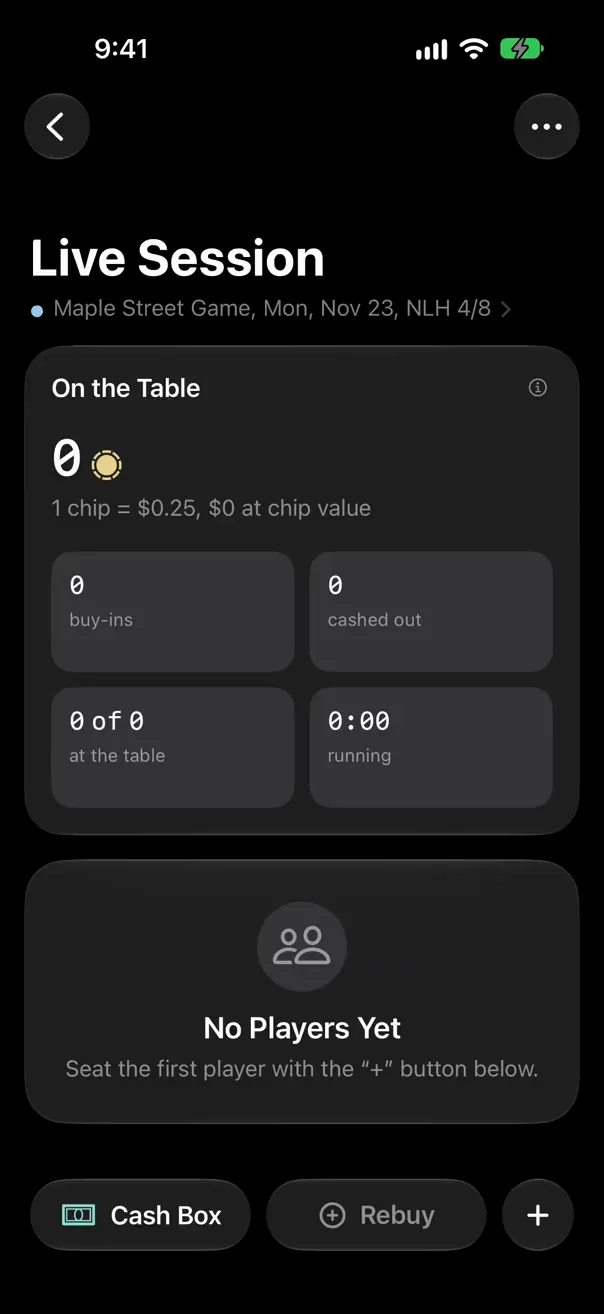 9:41
Live Session
Maple Street Game, Mon, Nov 23, NLH 4/8
On the Table
0
1 chip = $0.25, $0 at chip value
0
buy-ins
0
cashed out
0 of 0
at the table
0:00
running
No Players Yet
Seat the first player with the “+” button below.
Cash Box
Rebuy